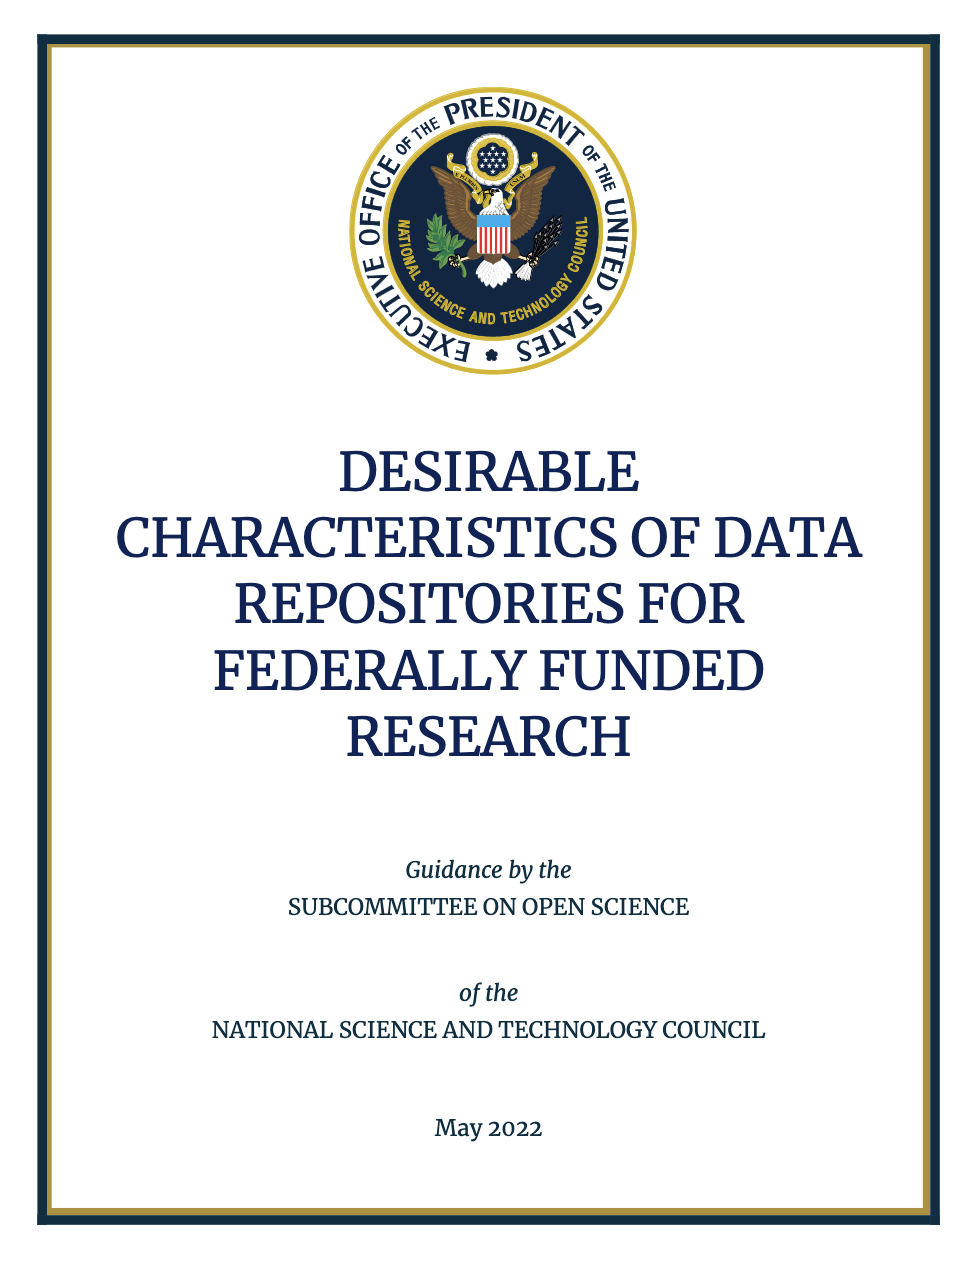 EXECUTIVE OFFICE OF THE PRESIDENT OF THE UNITED STATES
NATIONAL SCIENCE AND TECHNOLOGY COUNCIL
DESIRABLE
CHARACTERISTICS OF DATA
REPOSITORIES FOR
FEDERALLY FUNDED
RESEARCH
Guidance by the
SUBCOMMITTEE ON OPEN SCIENCE
of the
NATIONAL SCIENCE AND TECHNOLOGY COUNCIL
May 2022